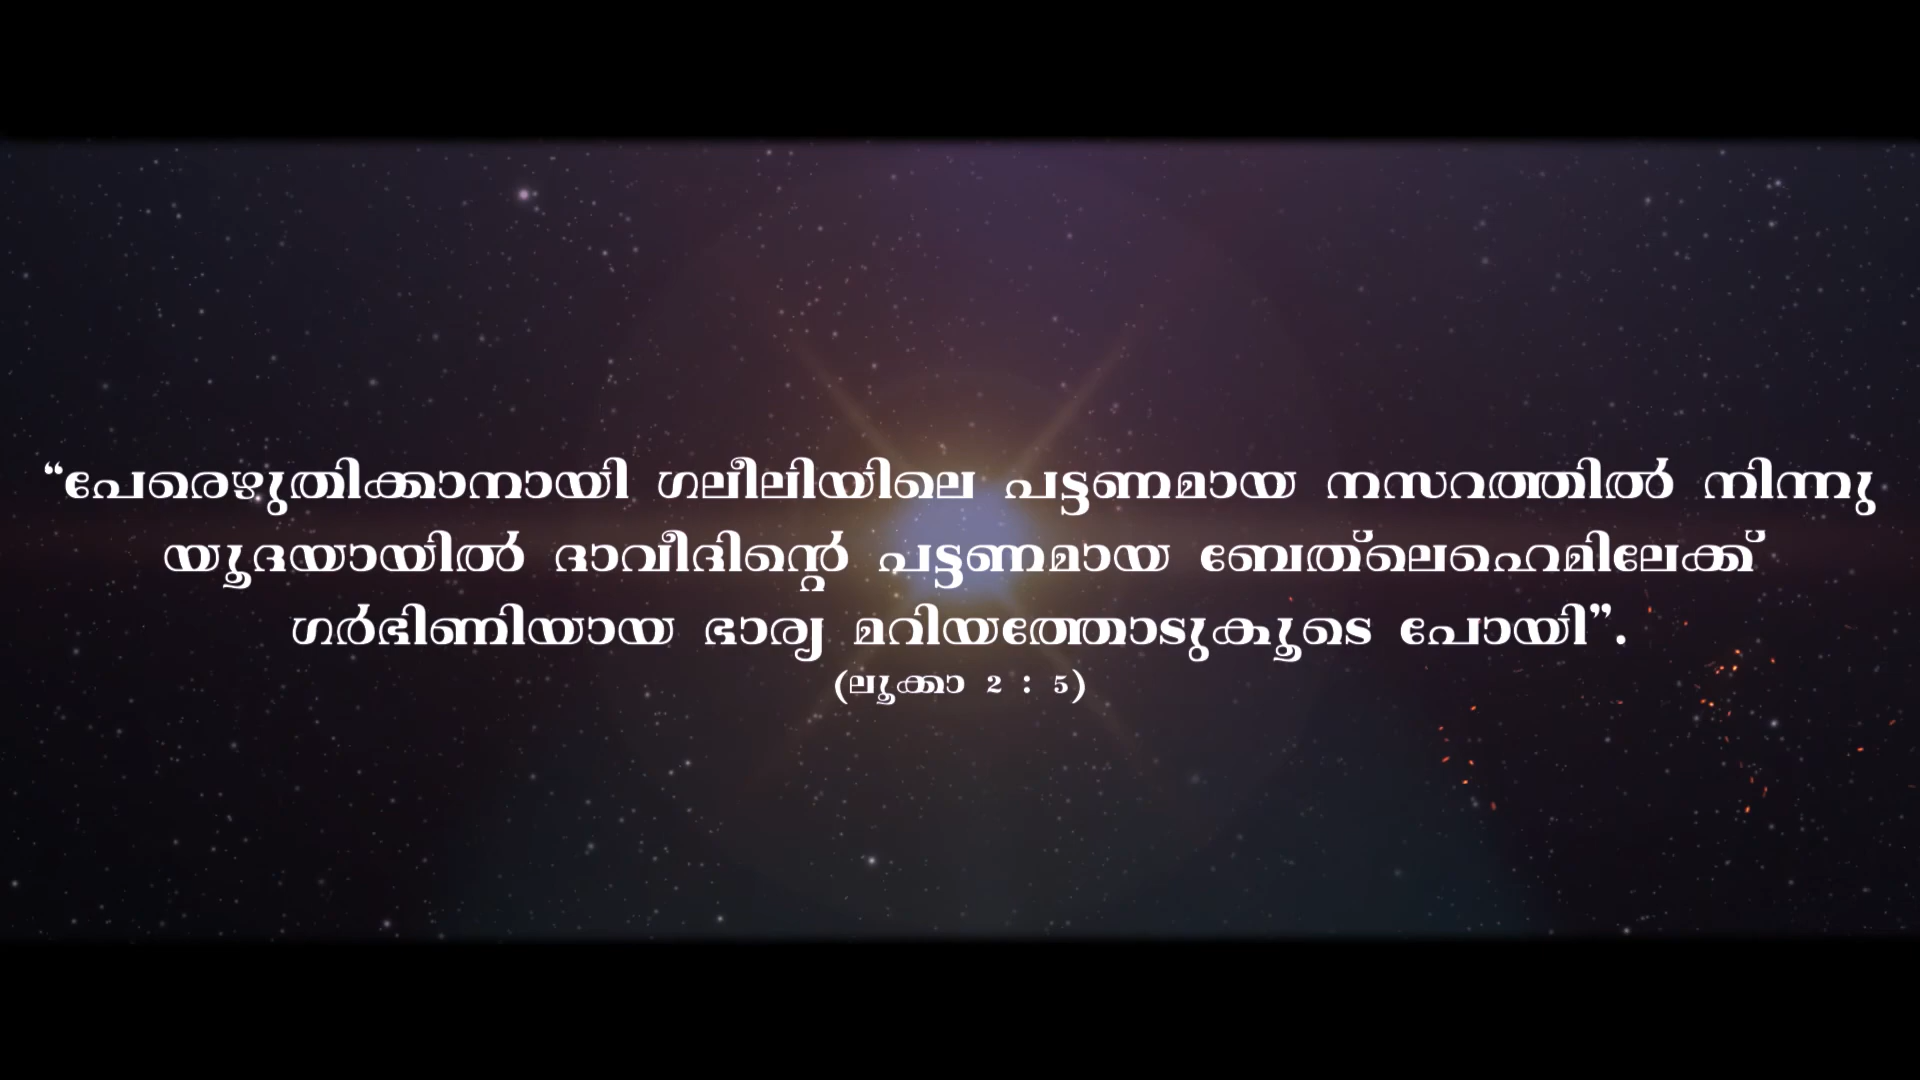 “പേരെഴുതിക്കാനായി ഗലീലിയിലെ പട്ടണമായ നസറത്തിൽ നിന്നു
യൂദയായിൽ ദാവീദിന്റെ പട്ടണമായ ബേത്‌ലെഹെമിലേക്ക്
ഗർഭിണിയായ ഭാര്യ മറിയത്തോടുകൂടെ പോയി”.
(ലൂക്കാ 2 : 5)